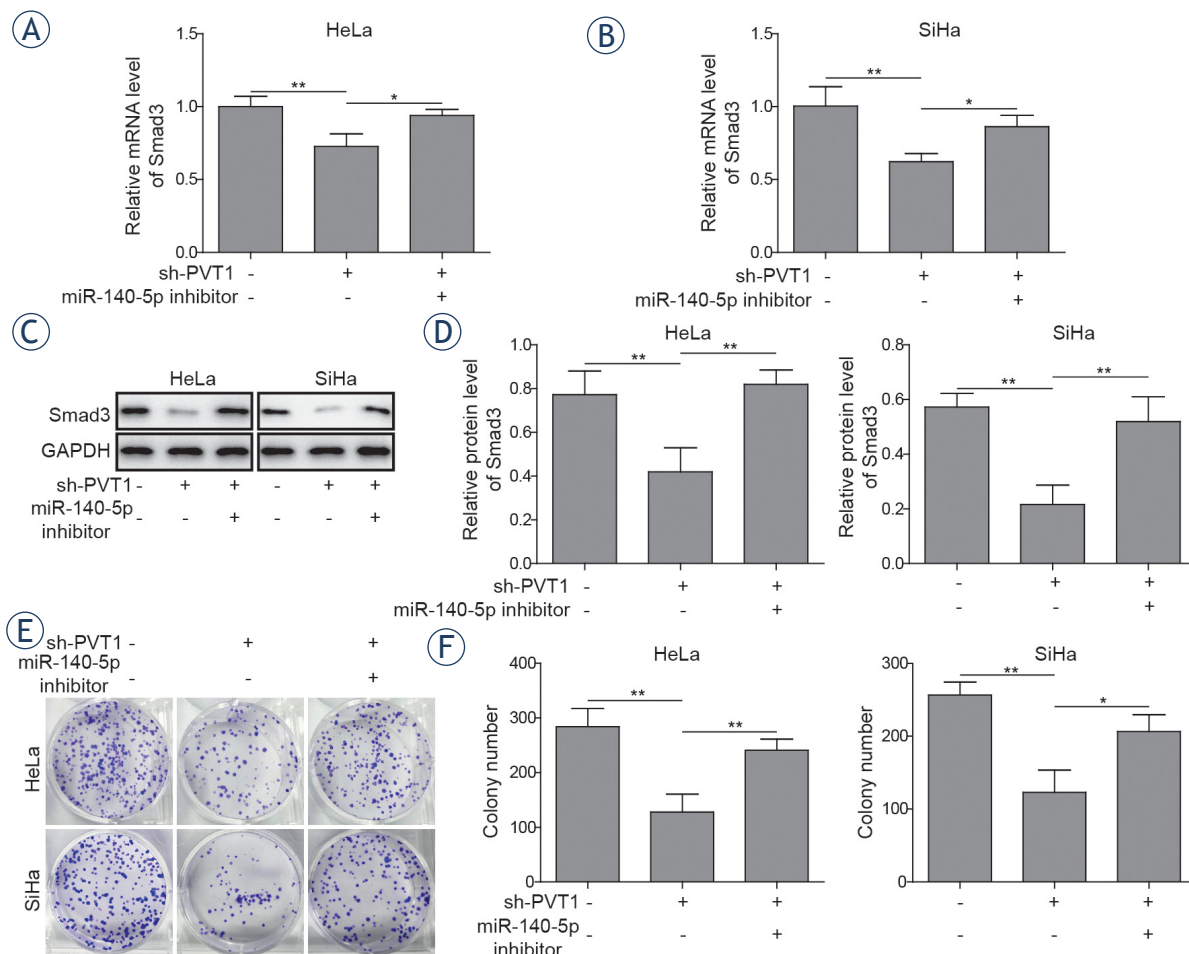 A
HeLa
Relative mRNA level
of Smad3
1.5
1.0
0.5
0.0
**
*
sh-PVT1 - + +
miR-140-5p inhibitor - - +
B
SiHa
Relative mRNA level
of Smad3
1.5
1.0
0.5
0.0
**
*
sh-PVT1 - + +
miR-140-5p inhibitor - - +
C
HeLa SiHa
Smad3
GAPDH
sh-PVT1 - + + - + +
miR-140-5p
inhibitor - - + - - +
D
HeLa
Relative protein level
of Smad3
1.0
0.8
0.6
0.4
0.2
0.0
**
**
sh-PVT1 - + +
miR-140-5p inhibitor - - +
SiHa
Relative protein level
of Smad3
0.8
0.6
0.4
0.2
0.0
**
**
- + +
- - +
E
sh-PVT1 - + +
miR-140-5p
inhibitor - - +
HeLa
SiHa
F
HeLa
Colony number
400
300
200
100
0
**
**
sh-PVT1 - + +
miR-140-5p
inhibitor - - +
SiHa
Colony number
300
200
100
0
**
*
- + +
- - +